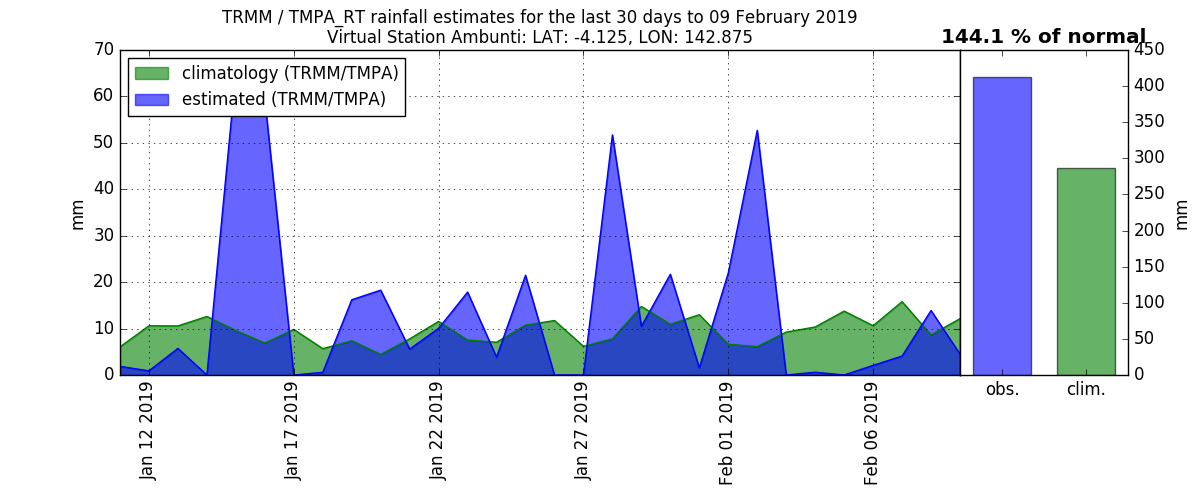 TRMM / TMPA_RT rainfall estimates for the last 30 days to 09 February 2019
Virtual Station Ambunti: LAT: -4.125, LON: 142.875
144.1 % of normal
climatology (TRMM/TMPA)
estimated (TRMM/TMPA)
mm
70
60
50
40
30
20
10
0
Jan 12 2019
Jan 17 2019
Jan 22 2019
Jan 27 2019
Feb 01 2019
Feb 06 2019
obs.
clim.
450
400
350
300
250
200
150
100
50
0
mm